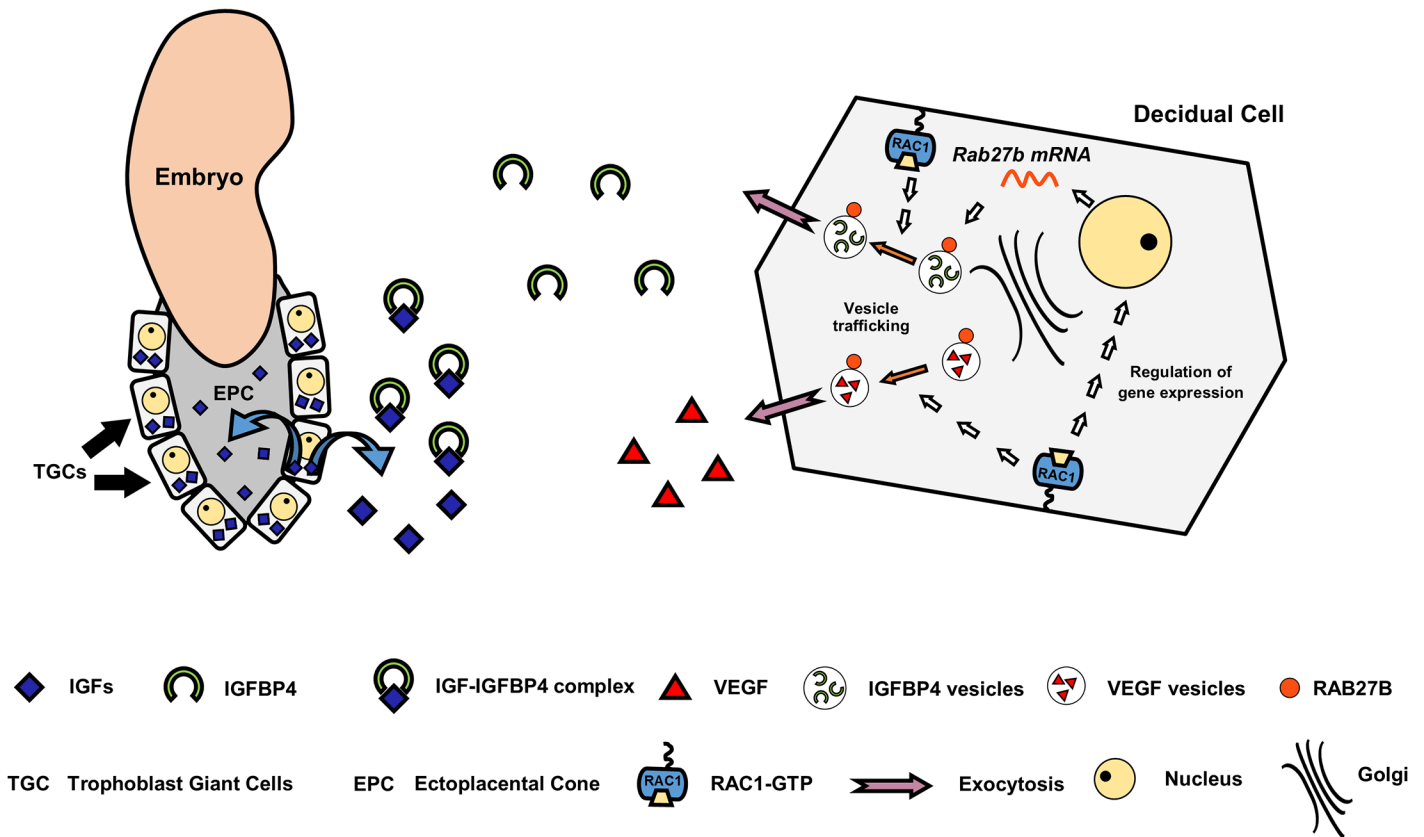 Decidual Cell
RAC1
Rab27b mRNA
Embryo
Vesicle
trafficking
EPC
Regulation of
gene expression
TGCs
RAC1
IGFs
IGFBP4
IGF-IGFBP4 complex
VEGF
IGFBP4 vesicles
VEGF vesicles
RAB27B
TGC Trophoblast Giant Cells
EPC Ectoplacental Cone
RAC1
RAC1-GTP
Exocytosis
Nucleus
Golgi